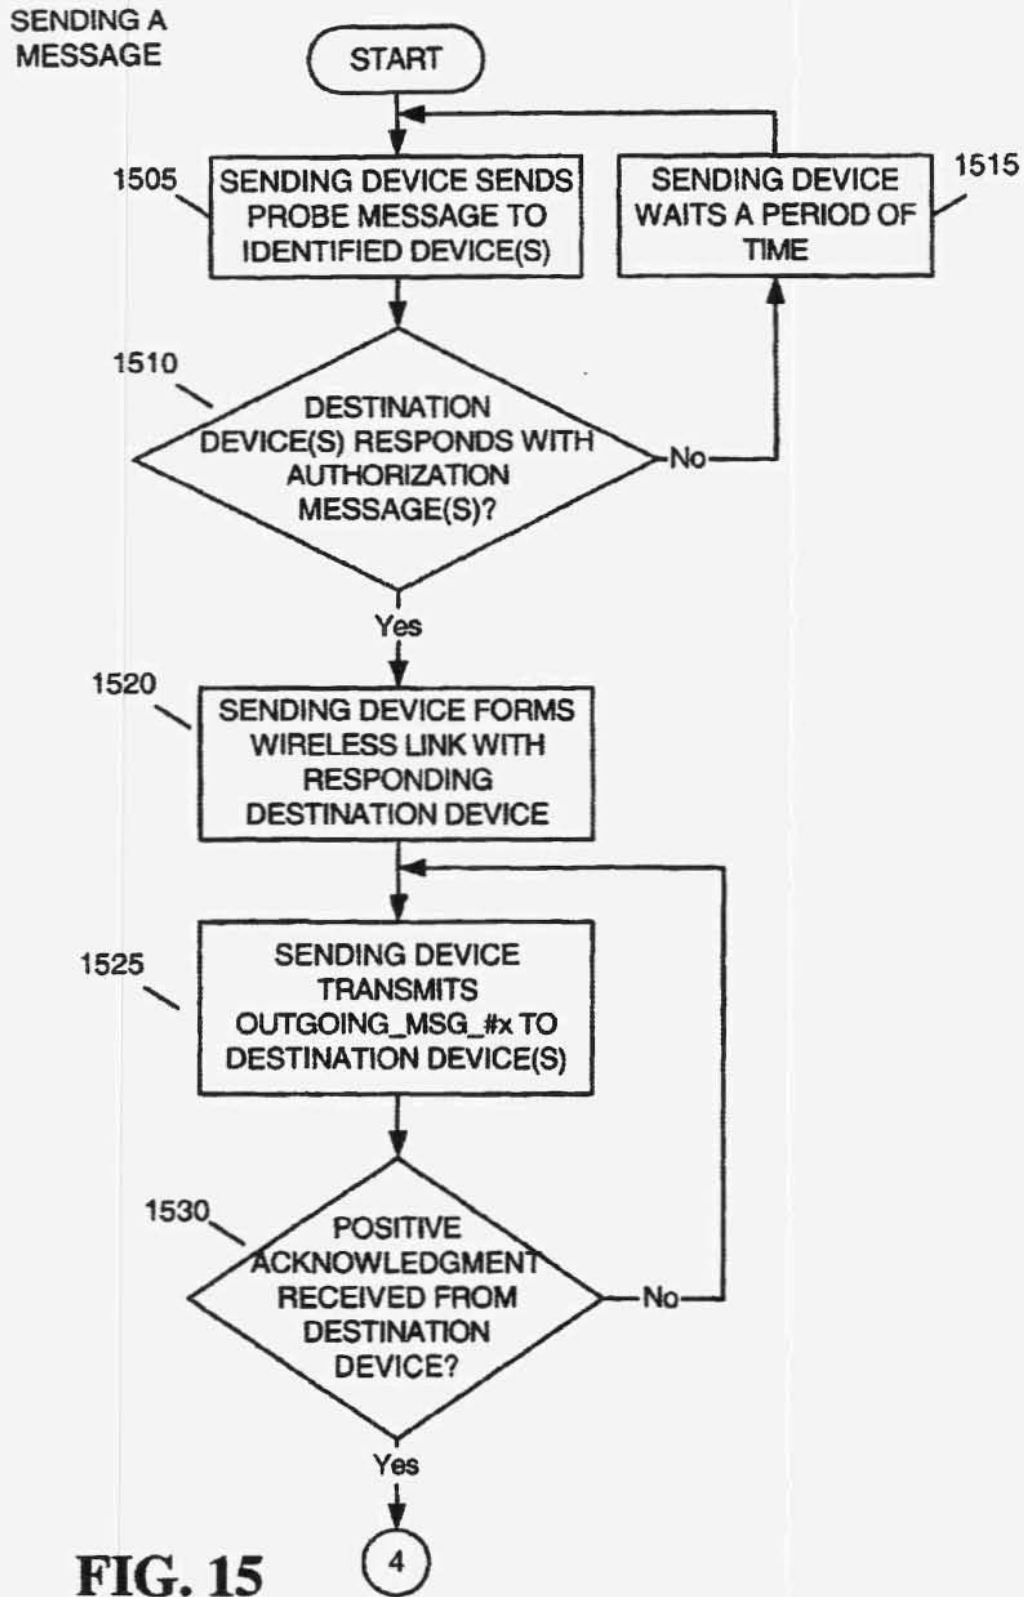 SENDING A
MESSAGE
START
1505
SENDING DEVICE SENDS
PROBE MESSAGE TO
IDENTIFIED DEVICE(S)
SENDING DEVICE
WAITS A PERIOD OF
TIME
1515
1510
DESTINATION
DEVICE(S) RESPONDS WITH
AUTHORIZATION
MESSAGE(S)?
No
Yes
1520
SENDING DEVICE FORMS
WIRELESS LINK WITH
RESPONDING
DESTINATION DEVICE
1525
SENDING DEVICE
TRANSMITS
OUTGOING_MSG_#x TO
DESTINATION DEVICE(S)
1530
POSITIVE
ACKNOWLEDGMENT
RECEIVED FROM
DESTINATION
DEVICE?
No
Yes
4
FIG. 15